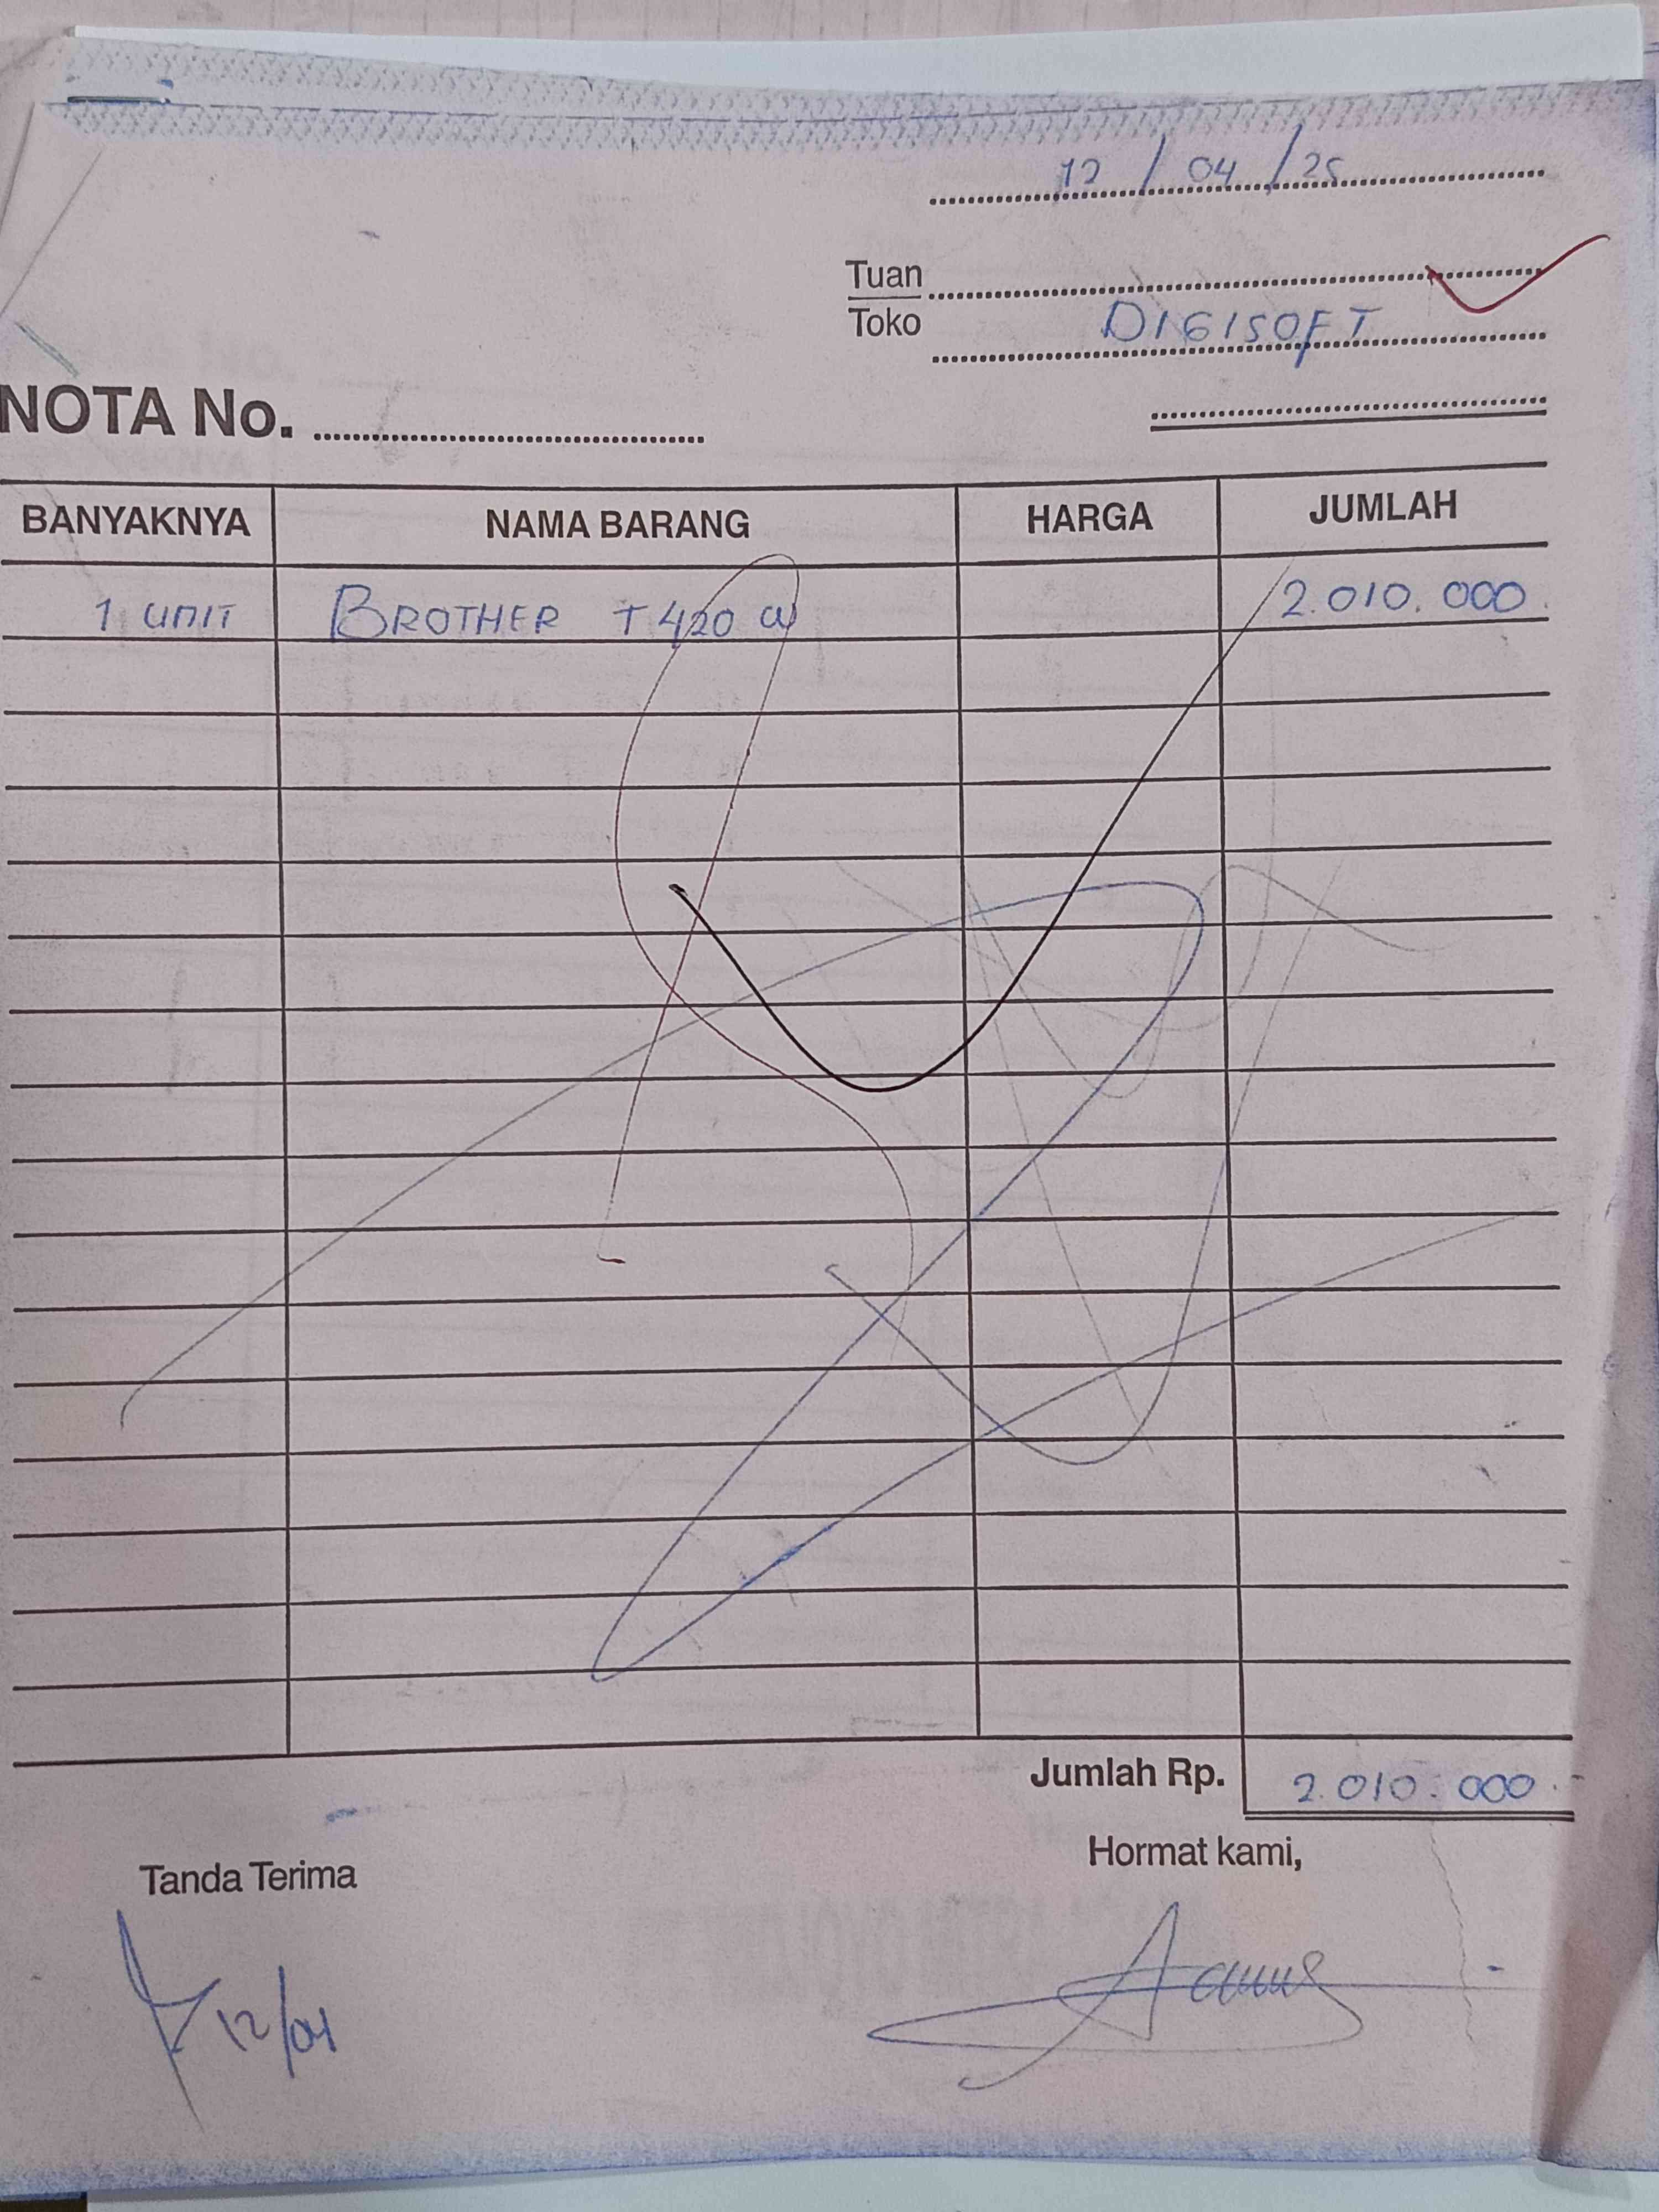 12 / 04 / 25
Tuan
Toko DIGISOFT
NOTA No.
BANYAKNYA NAMA BARANG HARGA JUMLAH
1 UNIT BROTHER T420 W 2.010.000
Jumlah Rp. 2.010.000
Tanda Terima Hormat kami,
12/04